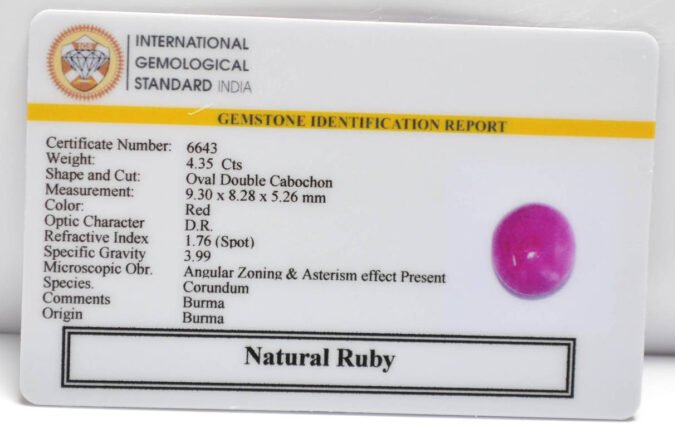 INTERNATIONAL
GEMOLOGICAL
STANDARD INDIA
GEMSTONE IDENTIFICATION REPORT
Certificate Number: 6643
Weight: 4.35 Cts
Shape and Cut: Oval Double Cabochon
Measurement: 9.30 x 8.28 x 5.26 mm
Color: Red
Optic Character D.R.
Refractive Index 1.76 (Spot)
Specific Gravity 3.99
Microscopic Obr. Angular Zoning & Asterism effect Present
Species. Corundum
Comments Burma
Origin Burma
Natural Ruby